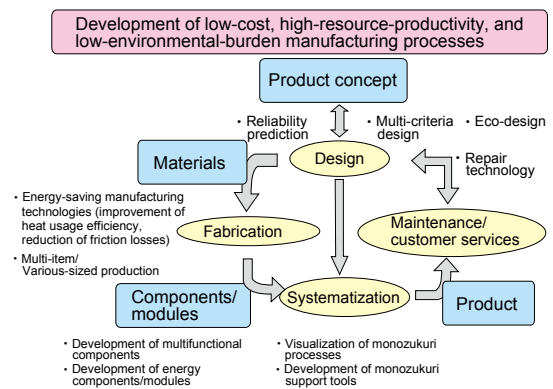 Development of low-cost, high-resource-productivity, and
low-environmental-burden manufacturing processes
Product concept
・Reliability
prediction
・Multi-criteria
design
・Eco-design
Design
・Repair
technology
Materials
・Energy-saving manufacturing
technologies (improvement of
heat usage efficiency,
reduction of friction losses)
・Multi-item/
Various-sized production
Fabrication
Maintenance/
customer services
Components/
modules
Systematization
Product
・Development of multifunctional
components
・Development of energy
components/modules
・Visualization of monozukuri
processes
・Development of monozukuri
support tools